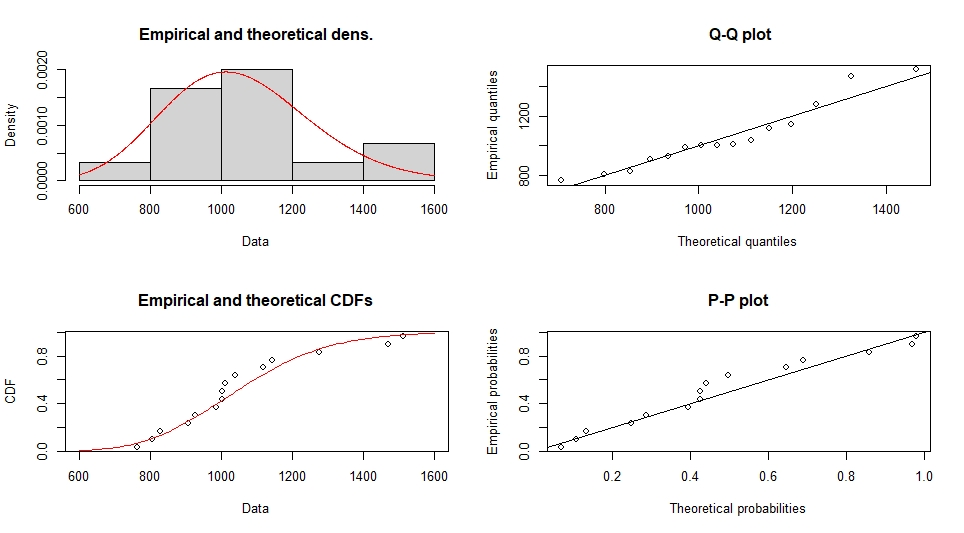 Empirical and theoretical dens.
Density
0.0000 0.0010 0.0020
600 800 1000 1200 1400 1600
Data
Q-Q plot
Empirical quantiles
800 1200
800 1000 1200 1400
Theoretical quantiles
Empirical and theoretical CDFs
CDF
0.0 0.4 0.8
600 800 1000 1200 1400 1600
Data
P-P plot
Empirical probabilities
0.0 0.4 0.8
0.2 0.4 0.6 0.8 1.0
Theoretical probabilities